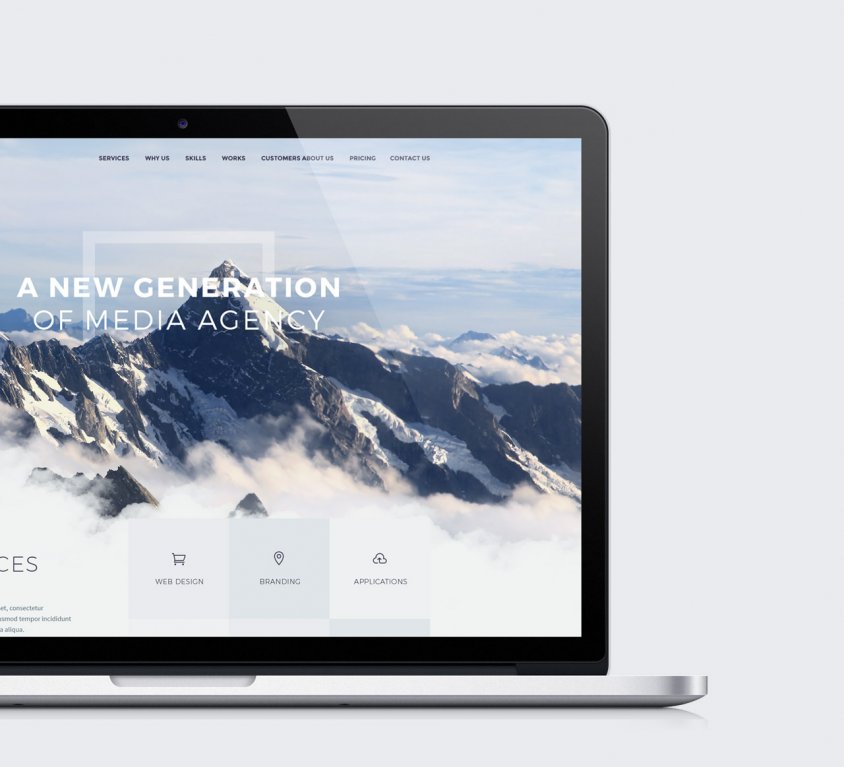 SERVICES WHY US SKILLS WORKS CUSTOMERS ABOUT US PRICING CONTACT US
A NEW GENERATION
OF MEDIA AGENCY
CES
WEB DESIGN BRANDING APPLICATIONS
et, consectetur
usmod tempor incididunt
a aliqua.